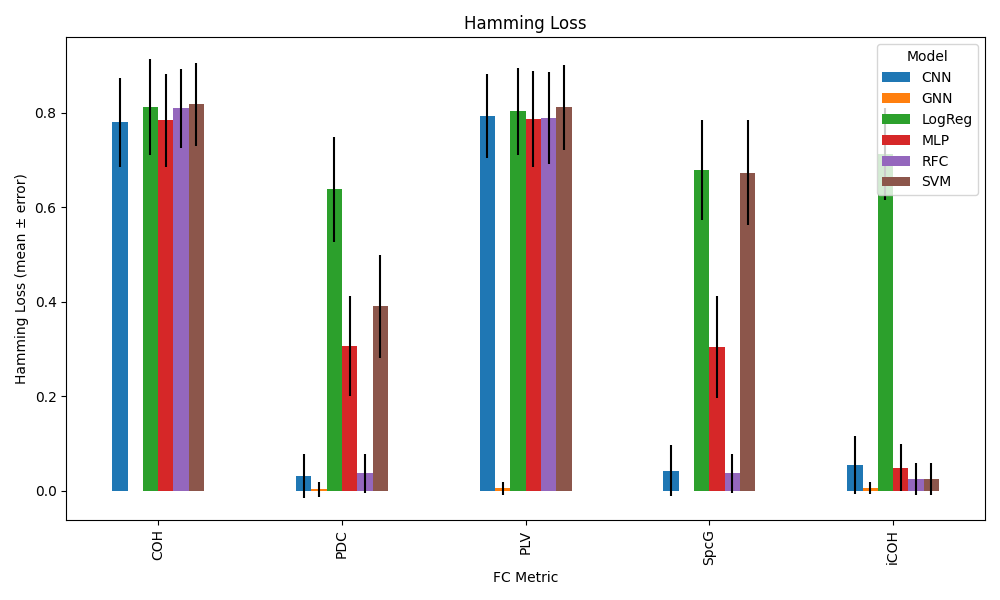 Hamming Loss
Hamming Loss (mean ± error)
0.8
0.6
0.4
0.2
0.0
Model
CNN
GNN
LogReg
MLP
RFC
SVM
COH
PDC
PLV
SpcG
iCOH
FC Metric